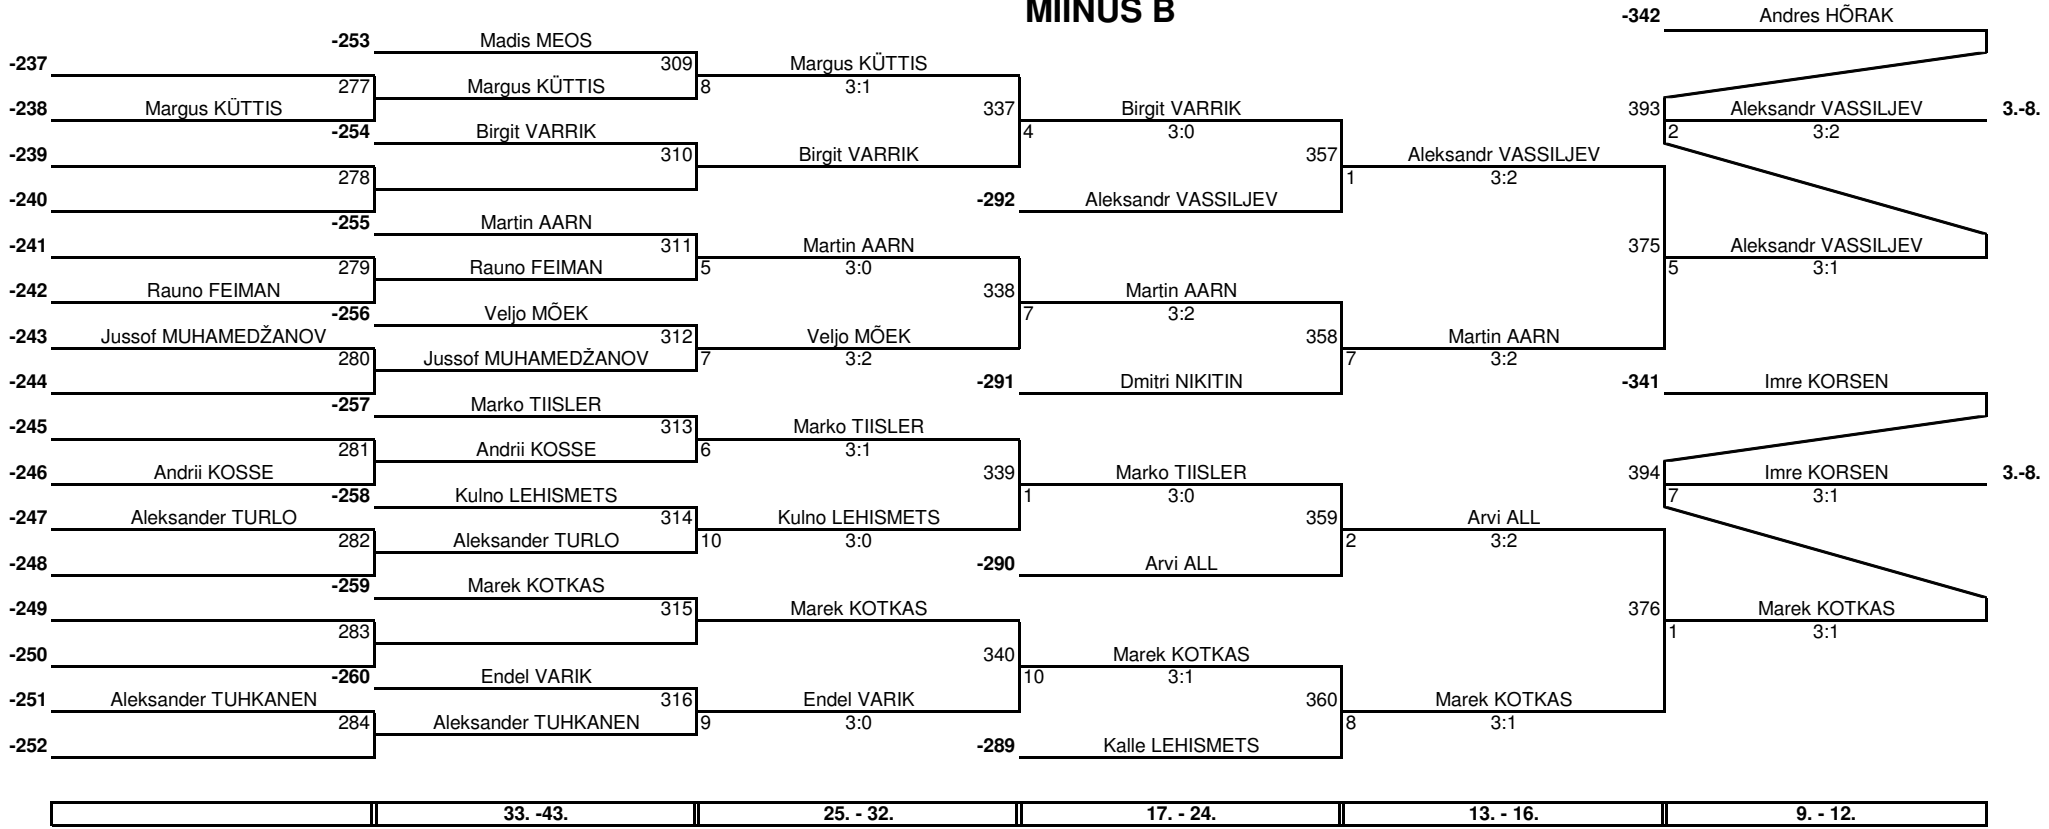 MIINUS B
-342 Andres HÕRAK
-253 Madis MEOS
-237 309 Margus KÜTTIS
277 Margus KÜTTIS 8 3:1
-238 Margus KÜTTIS 337 Birgit VARRIK 393 Aleksandr VASSILJEV 3.-8.
-254 Birgit VARRIK 4 3:0 2 3:2
-239 310 Birgit VARRIK 357 Aleksandr VASSILJEV
278 1 3:2
-240 -292 Aleksandr VASSILJEV
-255 Martin AARN
-241 311 Martin AARN 375 Aleksandr VASSILJEV
279 Rauno FEIMAN 5 3:0 5 3:1
-242 Rauno FEIMAN 338 Martin AARN
-256 Veljo MÕEK 7 3:2
-243 Jussof MUHAMEDŽANOV 312 Veljo MÕEK 358 Martin AARN
280 Jussof MUHAMEDŽANOV 7 3:2 7 3:2
-244 -291 Dmitri NIKITIN -341 Imre KORSEN
-257 Marko TIISLER
-245 313 Marko TIISLER
281 Andrii KOSSE 6 3:1
-246 Andrii KOSSE 339 Marko TIISLER 394 Imre KORSEN 3.-8.
-258 Kulno LEHISMETS 1 3:0 7 3:1
-247 Aleksander TURLO 314 Kulno LEHISMETS 359 Arvi ALL
282 Aleksander TURLO 10 3:0 2 3:2
-248 -290 Arvi ALL
-259 Marek KOTKAS
-249 315 Marek KOTKAS 376 Marek KOTKAS
283 1 3:1
-250 340 Marek KOTKAS
-260 Endel VARIK 10 3:1
-251 Aleksander TUHKANEN 316 Endel VARIK 360 Marek KOTKAS
284 Aleksander TUHKANEN 9 3:0 8 3:1
-252 -289 Kalle LEHISMETS
33. -43. 25. - 32. 17. - 24. 13. - 16. 9. - 12.